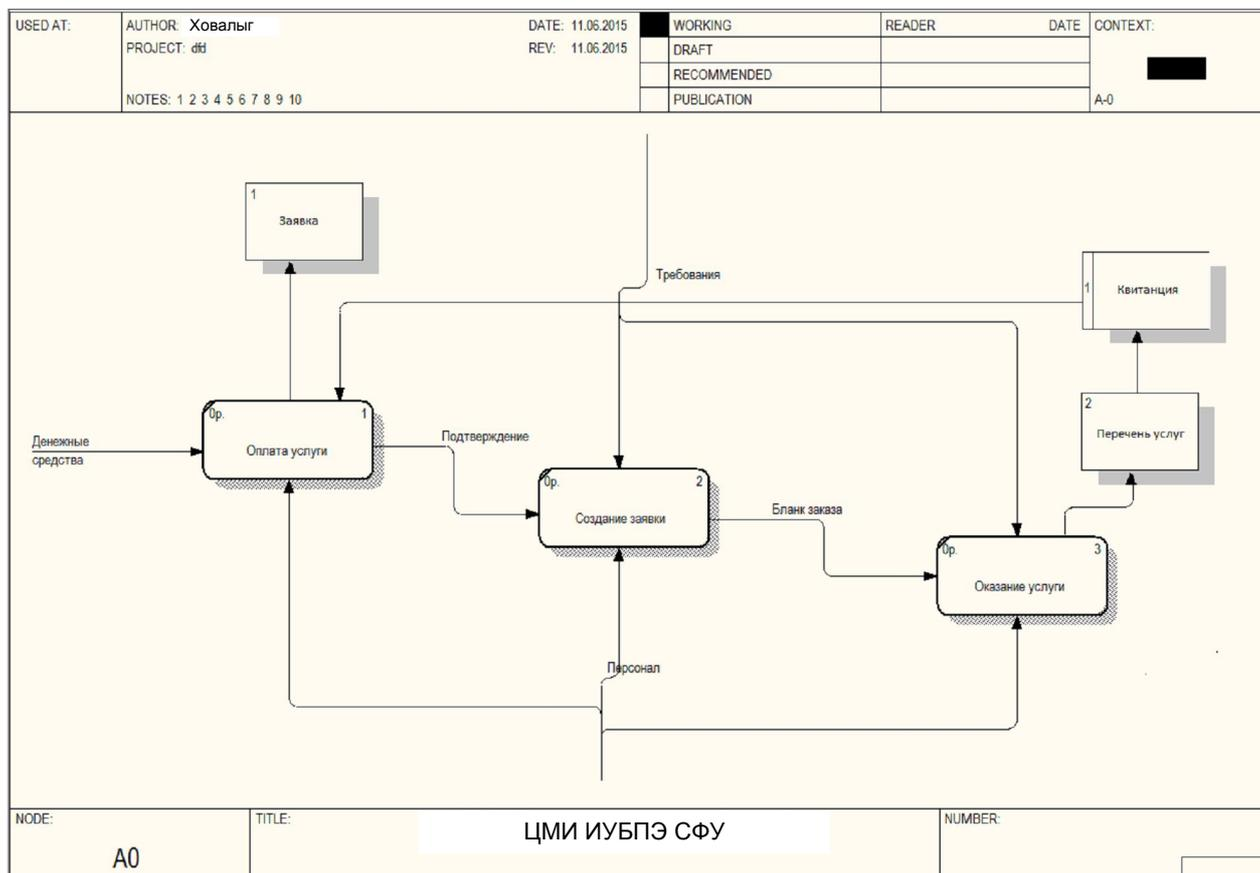 USED AT:
AUTHOR: Ховалыг
DATE: 11.06.2015
WORKING
READER
DATE
CONTEXT:
PROJECT: dfd
REV: 11.06.2015
DRAFT
RECOMMENDED
NOTES: 1 2 3 4 5 6 7 8 9 10
PUBLICATION
A-0
1
Заявка
Требования
1
Квитанция
0р.
1
Оплата услуги
2
Перечень услуг
Денежные
средства
Подтверждение
0р.
2
Создание заявки
Бланк заказа
0р.
3
Оказание услуги
Персонал
NODE:
A0
TITLE:
ЦМИ ИУБПЭ СФУ
NUMBER: